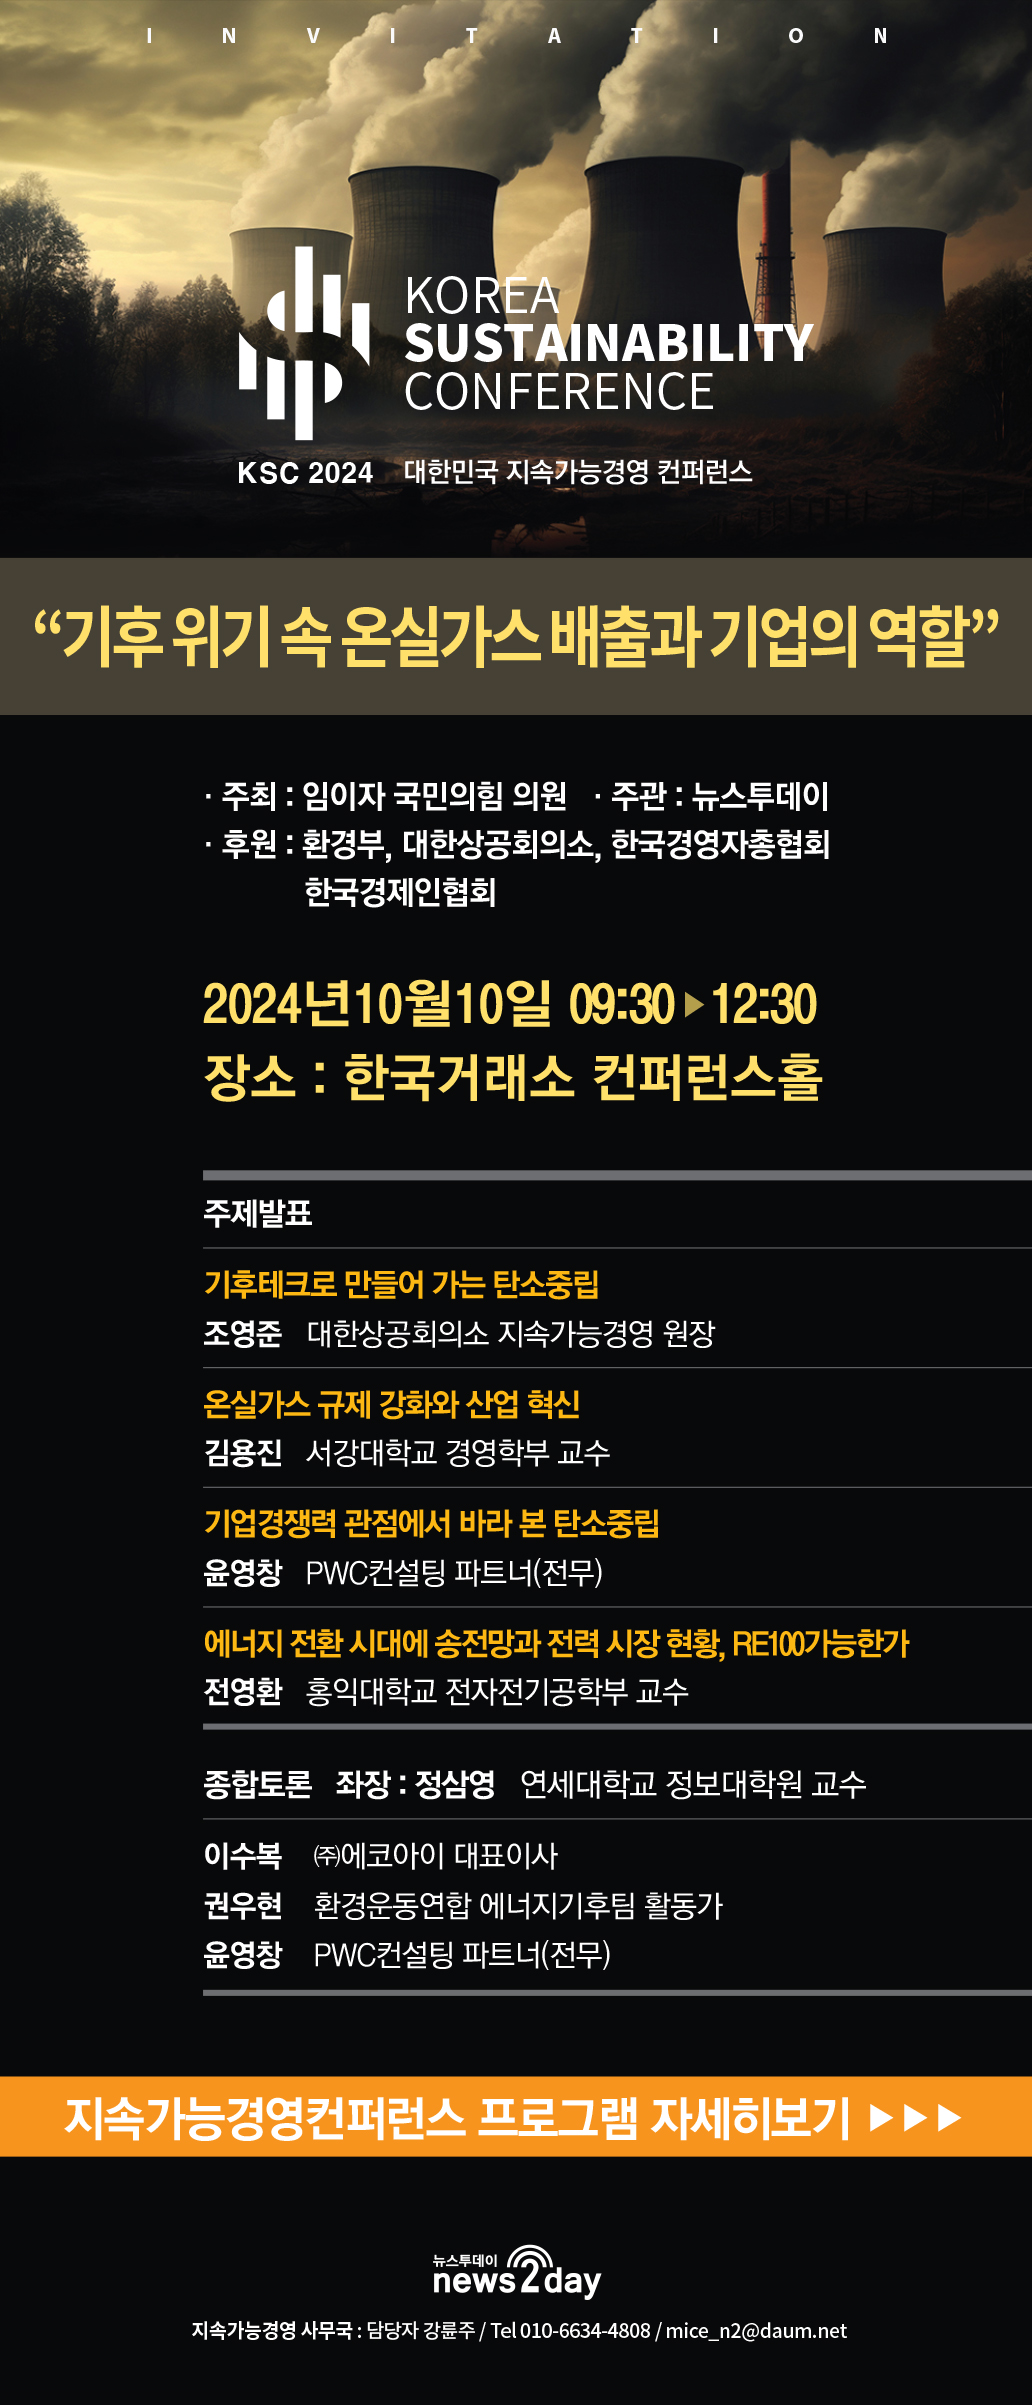 INVITATION
KOREA
SUSTAINABILITY
CONFERENCE
KSC 2024 대한민국 지속가능경영 컨퍼런스
“기후 위기 속 온실가스 배출과 기업의 역할”
· 주최 : 임이자 국민의힘 의원 · 주관 : 뉴스투데이
· 후원 : 환경부, 대한상공회의소, 한국경영자총협회
한국경제인협회
2024년10월10일 09:30▶12:30
장소 : 한국거래소 컨퍼런스홀
주제발표
기후테크로 만들어 가는 탄소중립
조영준 대한상공회의소 지속가능경영 원장
온실가스 규제 강화와 산업 혁신
김용진 서강대학교 경영학부 교수
기업경쟁력 관점에서 바라 본 탄소중립
윤영창 PWC컨설팅 파트너(전무)
에너지 전환 시대에 송전망과 전력 시장 현황, RE100가능한가
전영환 홍익대학교 전자전기공학부 교수
종합토론 좌장 : 정삼영 연세대학교 정보대학원 교수
이수복 ㈜에코아이 대표이사
권우현 환경운동연합 에너지기후팀 활동가
윤영창 PWC컨설팅 파트너(전무)
지속가능경영컨퍼런스 프로그램 자세히보기 ▶▶▶
뉴스투데이
news2day
지속가능경영 사무국 : 담당자 강륜주 / Tel 010-6634-4808 / mice_n2@daum.net